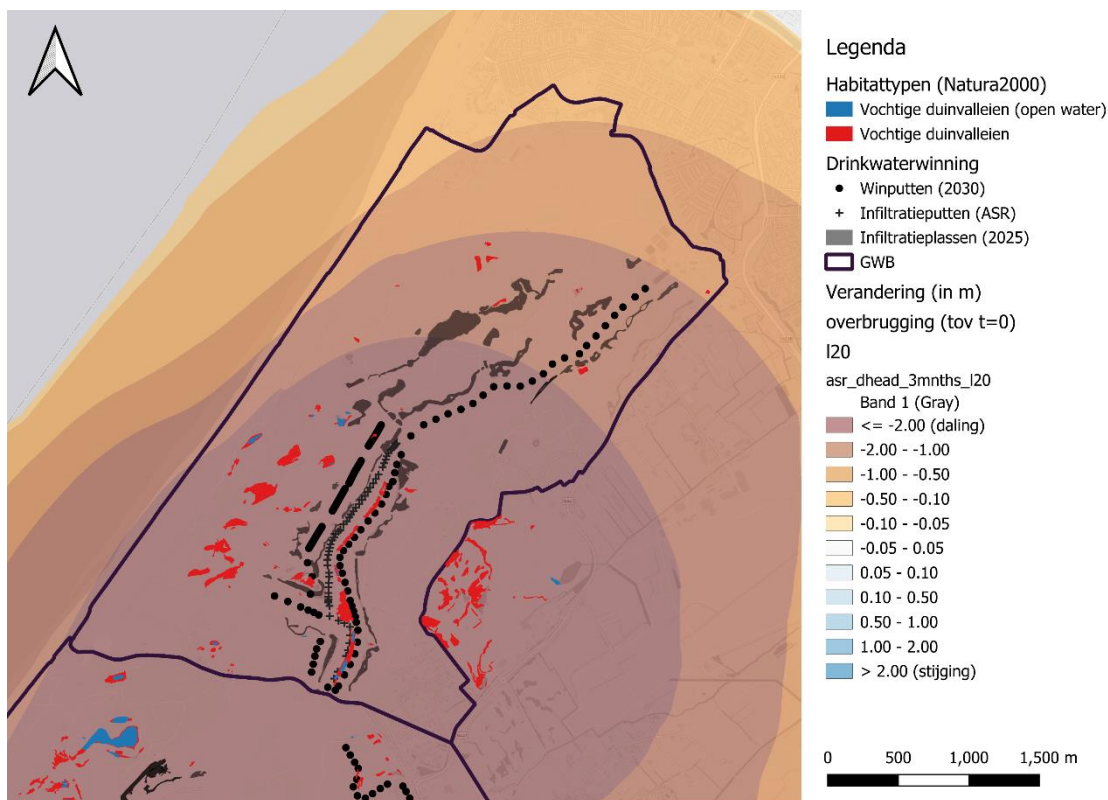 Legenda
Habitattypen (Natura2000)
Vochtige duinvalleien (open water)
Vochtige duinvalleien
Drinkwaterwinning
Winputten (2030)
Infiltratieputten (ASR)
Infiltratieplassen (2025)
GWB
Verandering (in m)
overbrugging (tov t=0)
l20
asr_dhead_3mnths_l20
Band 1 (Gray)
<= -2.00 (daling)
-2.00 - -1.00
-1.00 - -0.50
-0.50 - -0.10
-0.10 - -0.05
-0.05 - 0.05
0.05 - 0.10
0.10 - 0.50
0.50 - 1.00
1.00 - 2.00
> 2.00 (stijging)
0 500 1,000 1,500 m